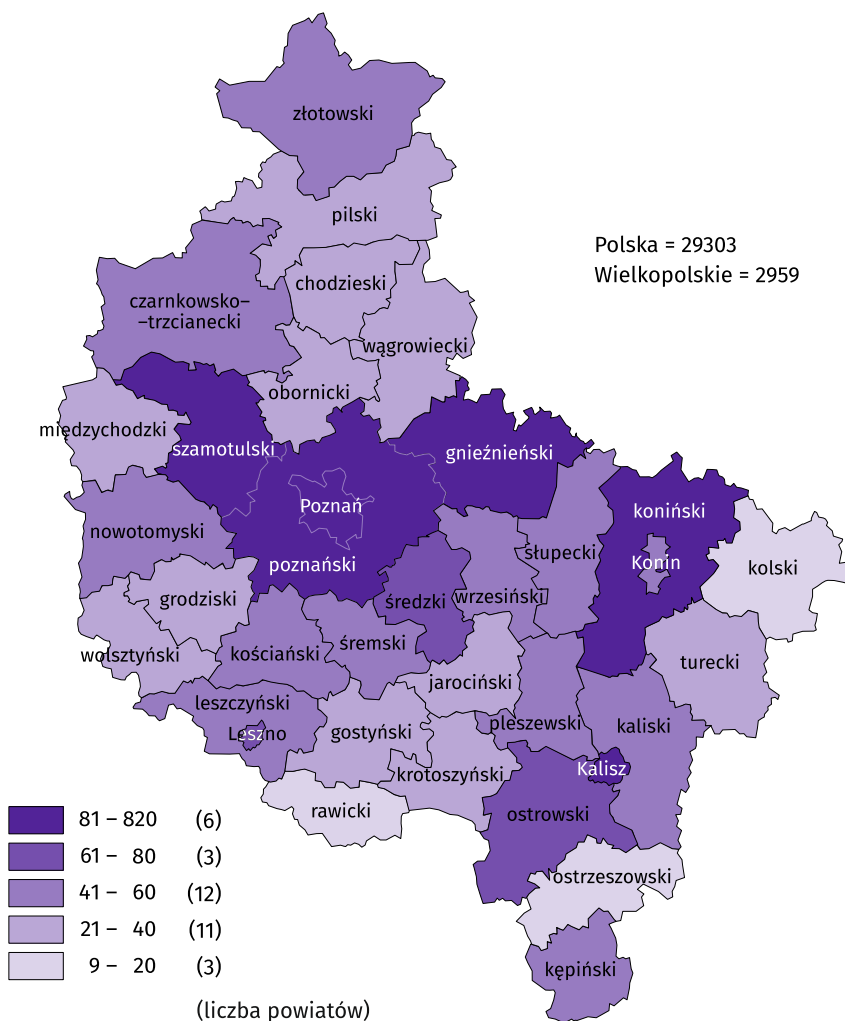 złotowski
pilski
Polska = 29303
Wielkopolskie = 2959
chodzieski
czarnkowsko–
–trzcianecki
wągrowiecki
obornicki
międzychodzki
szamotulski
gnieźnieński
Poznań
koniński
nowotomyski
słupecki
Konin
poznański
kolski
grodziski
średzki
wrzesiński
śremski
kościański
wolsztyński
turecki
jarociński
leszczyński
pleszewski
kaliski
Leszno
gostyński
Kalisz
krotoszyński
rawicki
ostrowski
81 – 820 (6)
61 – 80 (3)
41 – 60 (12)
21 – 40 (11)
9 – 20 (3)
ostrzeszowski
kępiński
(liczba powiatów)